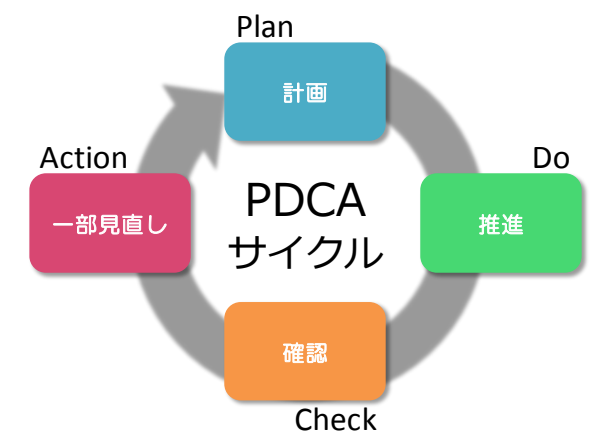 Plan
計画
Action
Do
一部見直し
PDCA
サイクル
推進
確認
Check